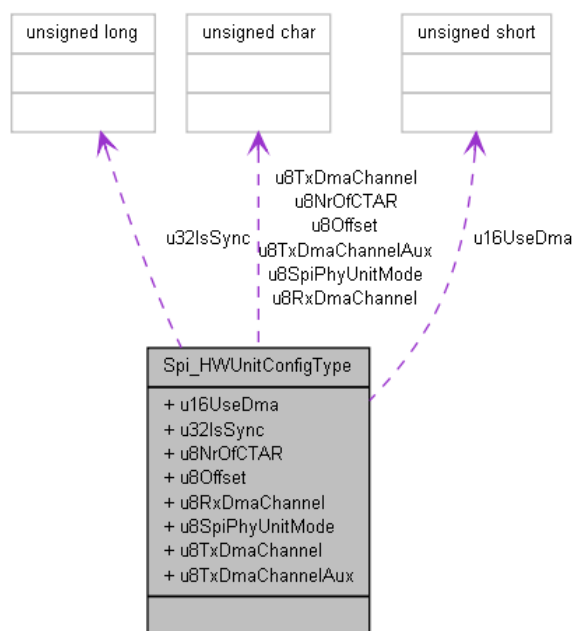 unsigned long
unsigned char
unsigned short
u8TxDmaChannel
u8NrOfCTAR
u8Offset
u32IsSync
u8TxDmaChannelAux
u16UseDma
u8SpiPhyUnitMode
u8RxDmaChannel
Spi_HWUnitConfigType
+ u16UseDma
+ u32IsSync
+ u8NrOfCTAR
+ u8Offset
+ u8RxDmaChannel
+ u8SpiPhyUnitMode
+ u8TxDmaChannel
+ u8TxDmaChannelAux